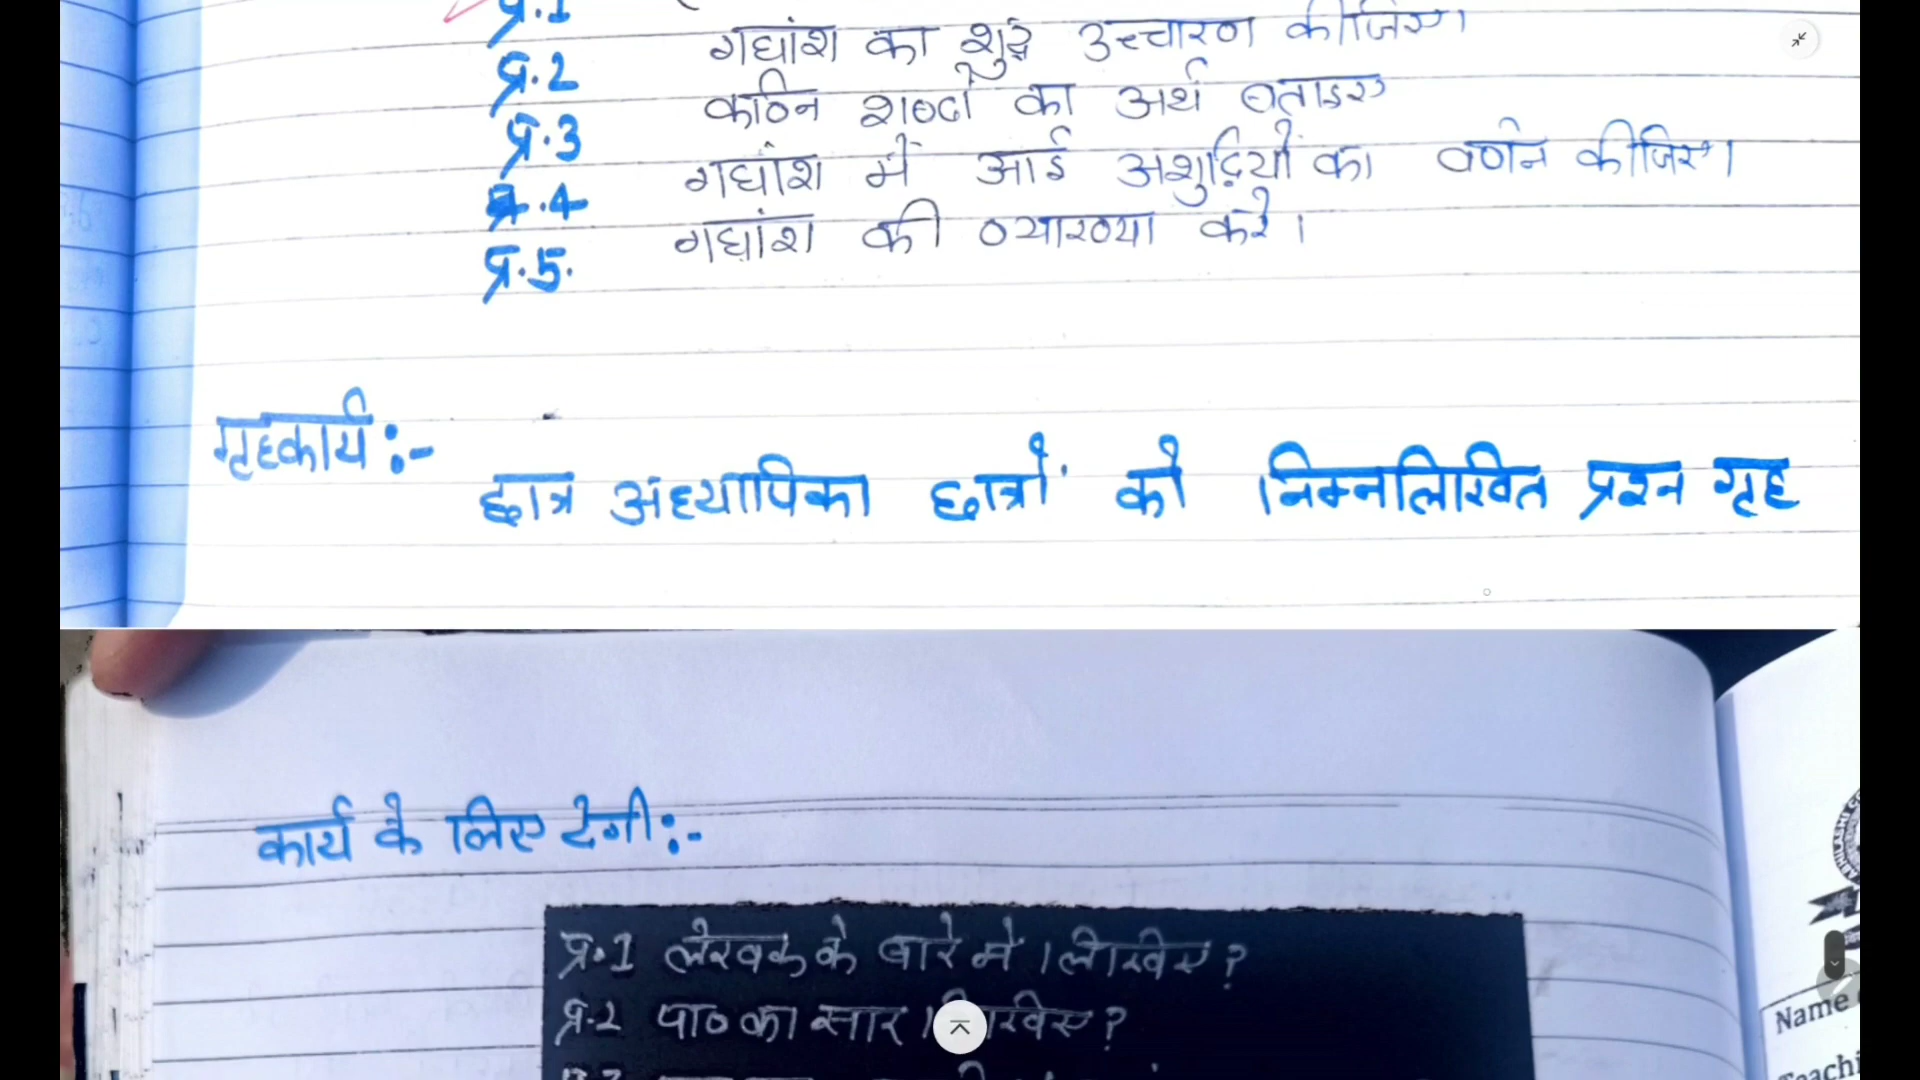 प्र.1
प्र.2 गद्यांश का शुद्ध उच्चारण कीजिए।
प्र.3 कठिन शब्दों का अर्थ बताइए
प्र.4 गद्यांश में आई अशुद्धियों का वर्णन कीजिए।
प्र.5. गद्यांश की व्याख्या करे।
गृहकार्य :-
छात्र अध्यापिका छात्रों को निम्नलिखित प्रश्न गृह
कार्य के लिए देगी :-
प्र.1 लेखक के बारे में लिखिए ?
प्र.2 पाठ का सार लिखिए ?
Name